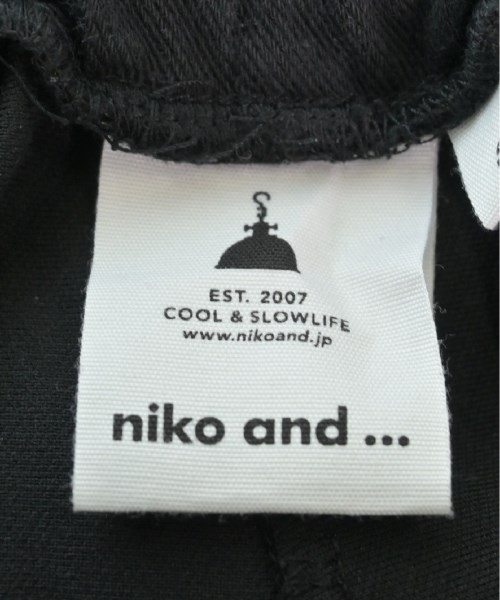 EST. 2007
COOL & SLOWLIFE
www.nikoand.jp
niko and ...